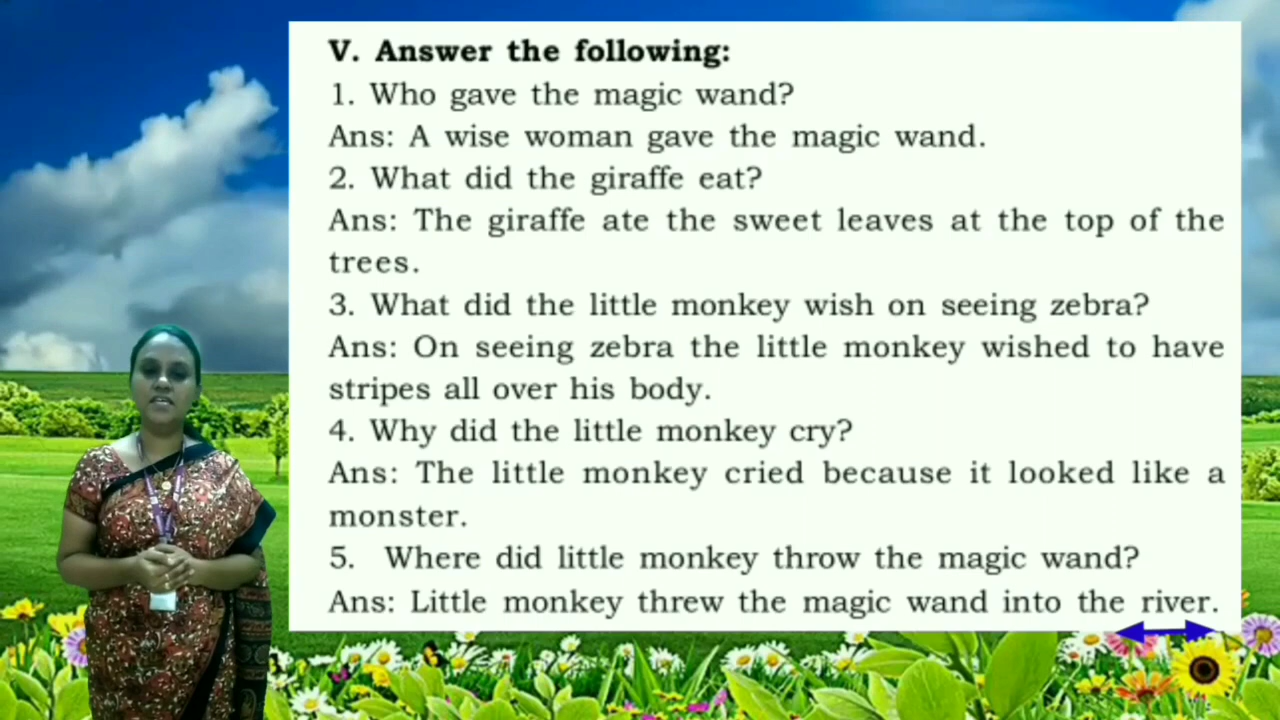 V. Answer the following:
1. Who gave the magic wand?
Ans: A wise woman gave the magic wand.
2. What did the giraffe eat?
Ans: The giraffe ate the sweet leaves at the top of the
trees.
3. What did the little monkey wish on seeing zebra?
Ans: On seeing zebra the little monkey wished to have
stripes all over his body.
4. Why did the little monkey cry?
Ans: The little monkey cried because it looked like a
monster.
5. Where did little monkey throw the magic wand?
Ans: Little monkey threw the magic wand into the river.